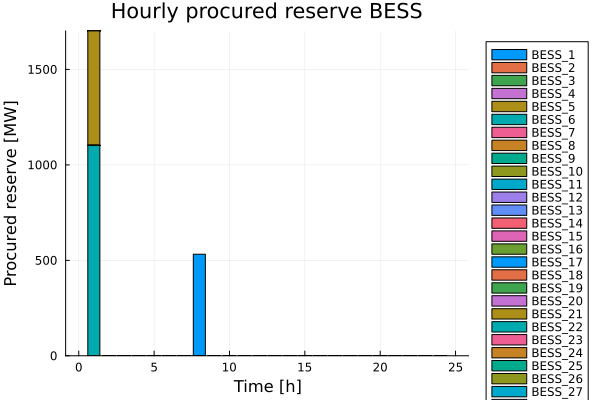 Hourly procured reserve BESS
Procured reserve [MW]
1500
1000
500
0
0 5 10 15 20 25
Time [h]
BESS_1
BESS_2
BESS_3
BESS_4
BESS_5
BESS_6
BESS_7
BESS_8
BESS_9
BESS_10
BESS_11
BESS_12
BESS_13
BESS_14
BESS_15
BESS_16
BESS_17
BESS_18
BESS_19
BESS_20
BESS_21
BESS_22
BESS_23
BESS_24
BESS_25
BESS_26
BESS_27